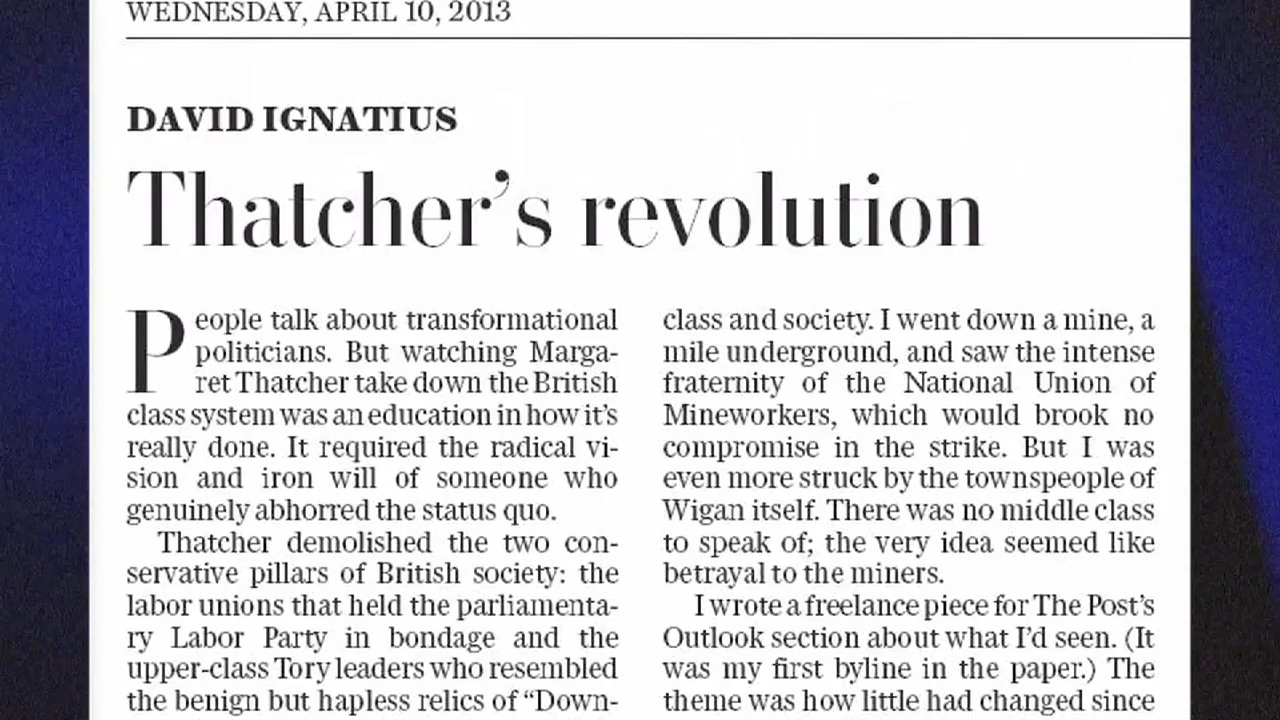 WEDNESDAY, APRIL 10, 2013
DAVID IGNATIUS
Thatcher’s revolution
People talk about transformational
politicians. But watching Marga-
ret Thatcher take down the British
class system was an education in how it’s
really done. It required the radical vi-
sion and iron will of someone who
genuinely abhorred the status quo.
Thatcher demolished the two con-
servative pillars of British society: the
labor unions that held the parliamenta-
ry Labor Party in bondage and the
upper-class Tory leaders who resembled
the benign but hapless relics of “Down-
class and society. I went down a mine, a
mile underground, and saw the intense
fraternity of the National Union of
Mineworkers, which would brook no
compromise in the strike. But I was
even more struck by the townspeople of
Wigan itself. There was no middle class
to speak of; the very idea seemed like
betrayal to the miners.
I wrote a freelance piece for The Post’s
Outlook section about what I’d seen. (It
was my first byline in the paper.) The
theme was how little had changed since